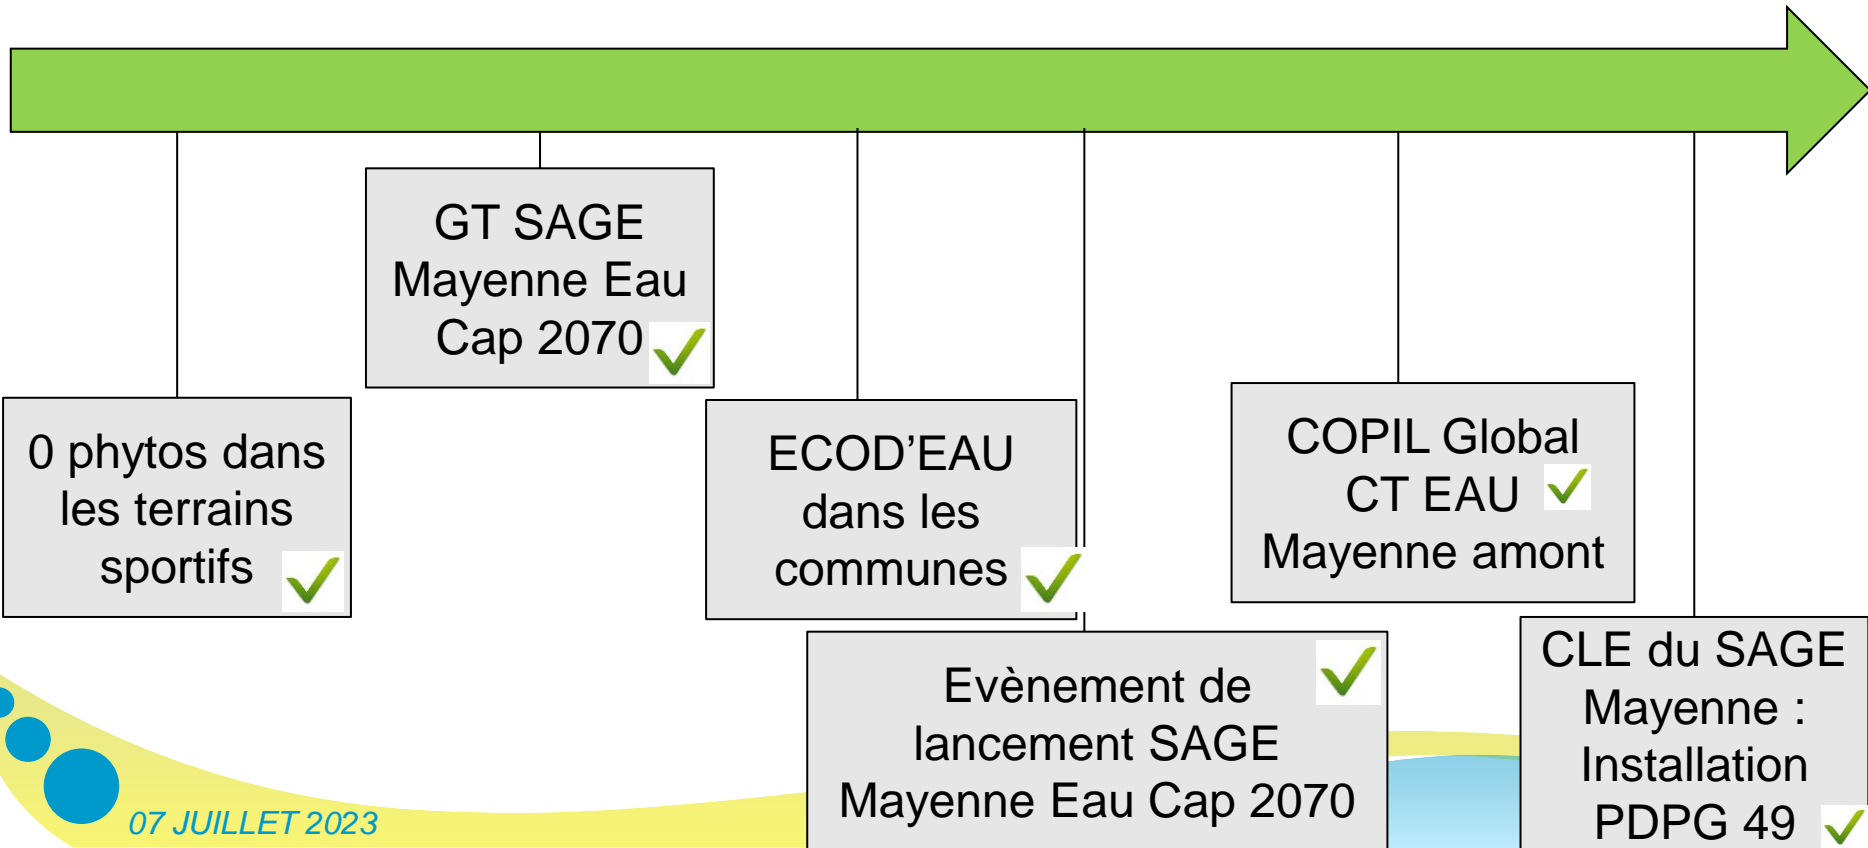 GT SAGE
Mayenne Eau
Cap 2070
0 phytos dans
les terrains
sportifs
ECOD’EAU
dans les
communes
COPIL Global
CT EAU
Mayenne amont
Evènement de
lancement SAGE
Mayenne Eau Cap 2070
CLE du SAGE
Mayenne :
Installation
PDPG 49
07 JUILLET 2023